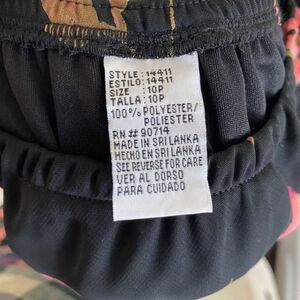 STYLE: 14411
ESTILO: 14411
SIZE : 10P
TALLA : 10P
100% POLYESTER/
POLIESTER
RN# 90714
MADE IN SRI LANKA
HECHO EN SRI LANKA
SEE REVERSE FOR CARE
VER AL DORSO
PARA CUIDADO